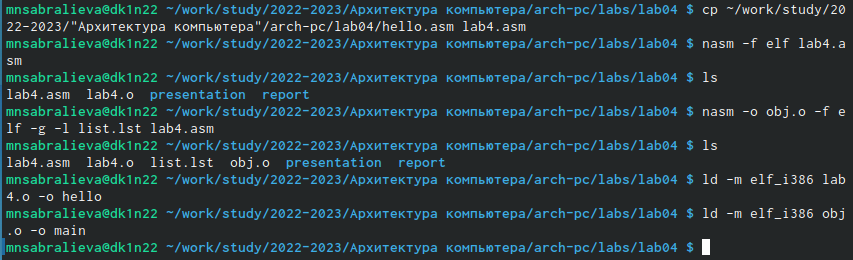 mnsabralieva@dk1n22 ~/work/study/2022-2023/Архитектура компьютера/arch-pc/labs/lab04 $ cp ~/work/study/20
22-2023/"Архитектура компьютера"/arch-pc/lab04/hello.asm lab4.asm
mnsabralieva@dk1n22 ~/work/study/2022-2023/Архитектура компьютера/arch-pc/labs/lab04 $ nasm -f elf lab4.a
sm
mnsabralieva@dk1n22 ~/work/study/2022-2023/Архитектура компьютера/arch-pc/labs/lab04 $ ls
lab4.asm  lab4.o  presentation  report
mnsabralieva@dk1n22 ~/work/study/2022-2023/Архитектура компьютера/arch-pc/labs/lab04 $ nasm -o obj.o -f e
lf -g -l list.lst lab4.asm
mnsabralieva@dk1n22 ~/work/study/2022-2023/Архитектура компьютера/arch-pc/labs/lab04 $ ls
lab4.asm  lab4.o  list.lst  obj.o  presentation  report
mnsabralieva@dk1n22 ~/work/study/2022-2023/Архитектура компьютера/arch-pc/labs/lab04 $ ld -m elf_i386 lab
4.o -o hello
mnsabralieva@dk1n22 ~/work/study/2022-2023/Архитектура компьютера/arch-pc/labs/lab04 $ ld -m elf_i386 obj
.o -o main
mnsabralieva@dk1n22 ~/work/study/2022-2023/Архитектура компьютера/arch-pc/labs/lab04 $